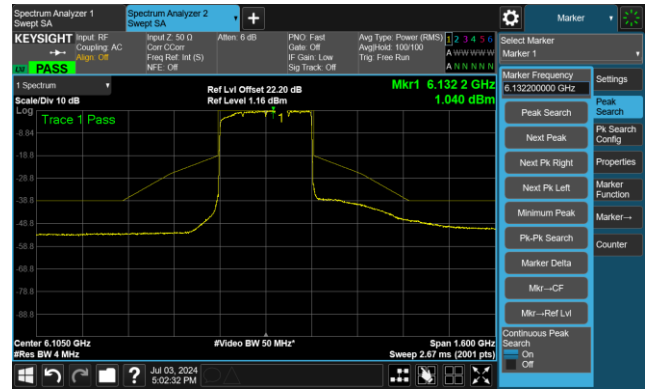 Spectrum Analyzer 1
Swept SA
Spectrum Analyzer 2
Swept SA
Marker
KEYSIGHT
Input: RF
Coupling: AC
Align: Off
Input Z: 50 Ω
Corr CCorr
Freq Ref: Int (S)
NFE: Off
Atten: 6 dB
PNO: Fast
Gate: Off
IF Gain: Low
Sig Track: Off
Avg Type: Power (RMS)
Avg|Hold: 100/100
Trig: Free Run
1 2 3 4 5 6
A W W W W W
A N N N N N
PASS
1 Spectrum
Scale/Div 10 dB
Ref Lvl Offset 22.20 dB
Ref Level 1.16 dBm
Mkr1 6.132 2 GHz
1.040 dBm
Log
Trace 1 Pass
1
-8.84
-18.8
-28.8
-38.8
-48.8
-58.8
-68.8
-78.8
-88.8
Center 6.1050 GHz
#Res BW 4 MHz
#Video BW 50 MHz*
Span 1.600 GHz
Sweep 2.67 ms (2001 pts)
?
Jul 03, 2024
5:02:32 PM
Select Marker
Marker 1
Marker Frequency
6.132200000 GHz
Peak Search
Next Peak
Next Pk Right
Next Pk Left
Minimum Peak
Pk-Pk Search
Marker Delta
Mkr→CF
Mkr→Ref Lvl
Continuous Peak
Search
On
Off
Settings
Peak
Search
Pk Search
Config
Properties
Marker
Function
Marker→
Counter